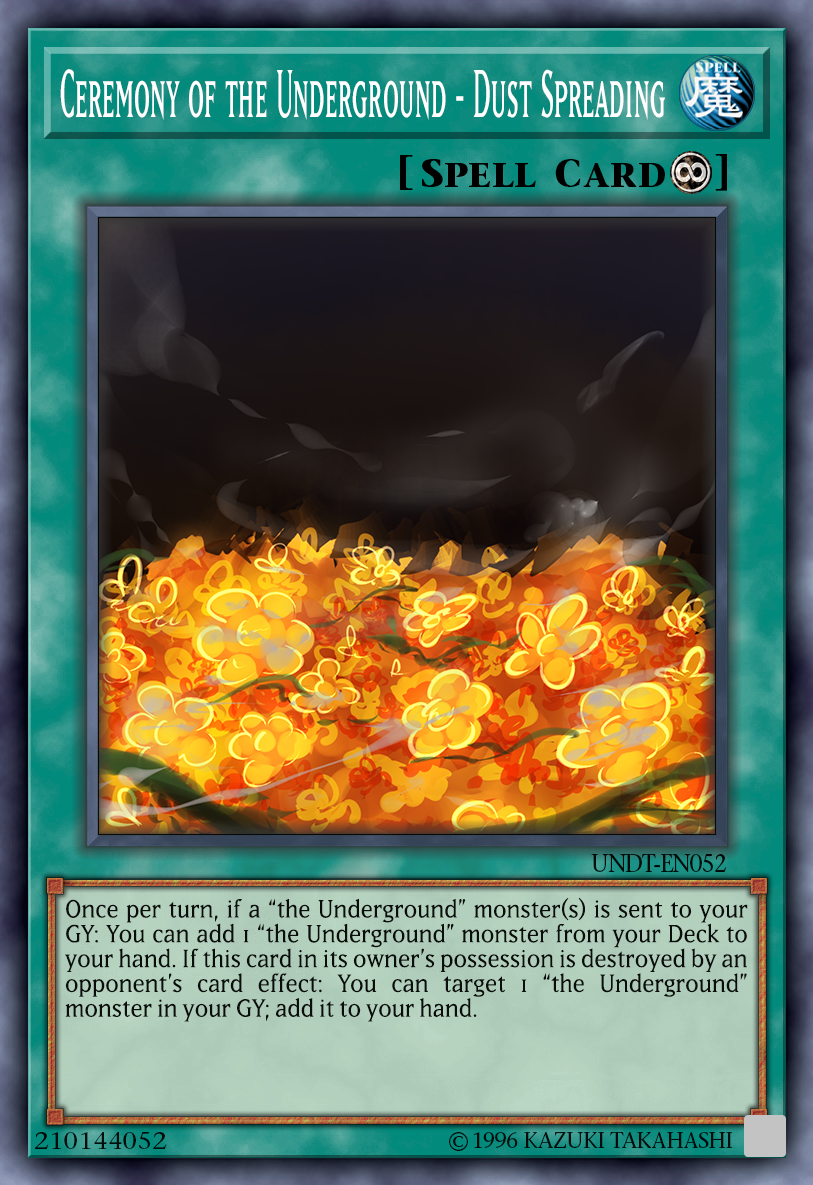 Ceremony of the Underground - Dust Spreading
SPELL
魔
[Spell Card∞]
UNDT-EN052
Once per turn, if a “the Underground” monster(s) is sent to your
GY: You can add 1 “the Underground” monster from your Deck to
your hand. If this card in its owner’s possession is destroyed by an
opponent’s card effect: You can target 1 “the Underground”
monster in your GY; add it to your hand.
210144052
© 1996 KAZUKI TAKAHASHI